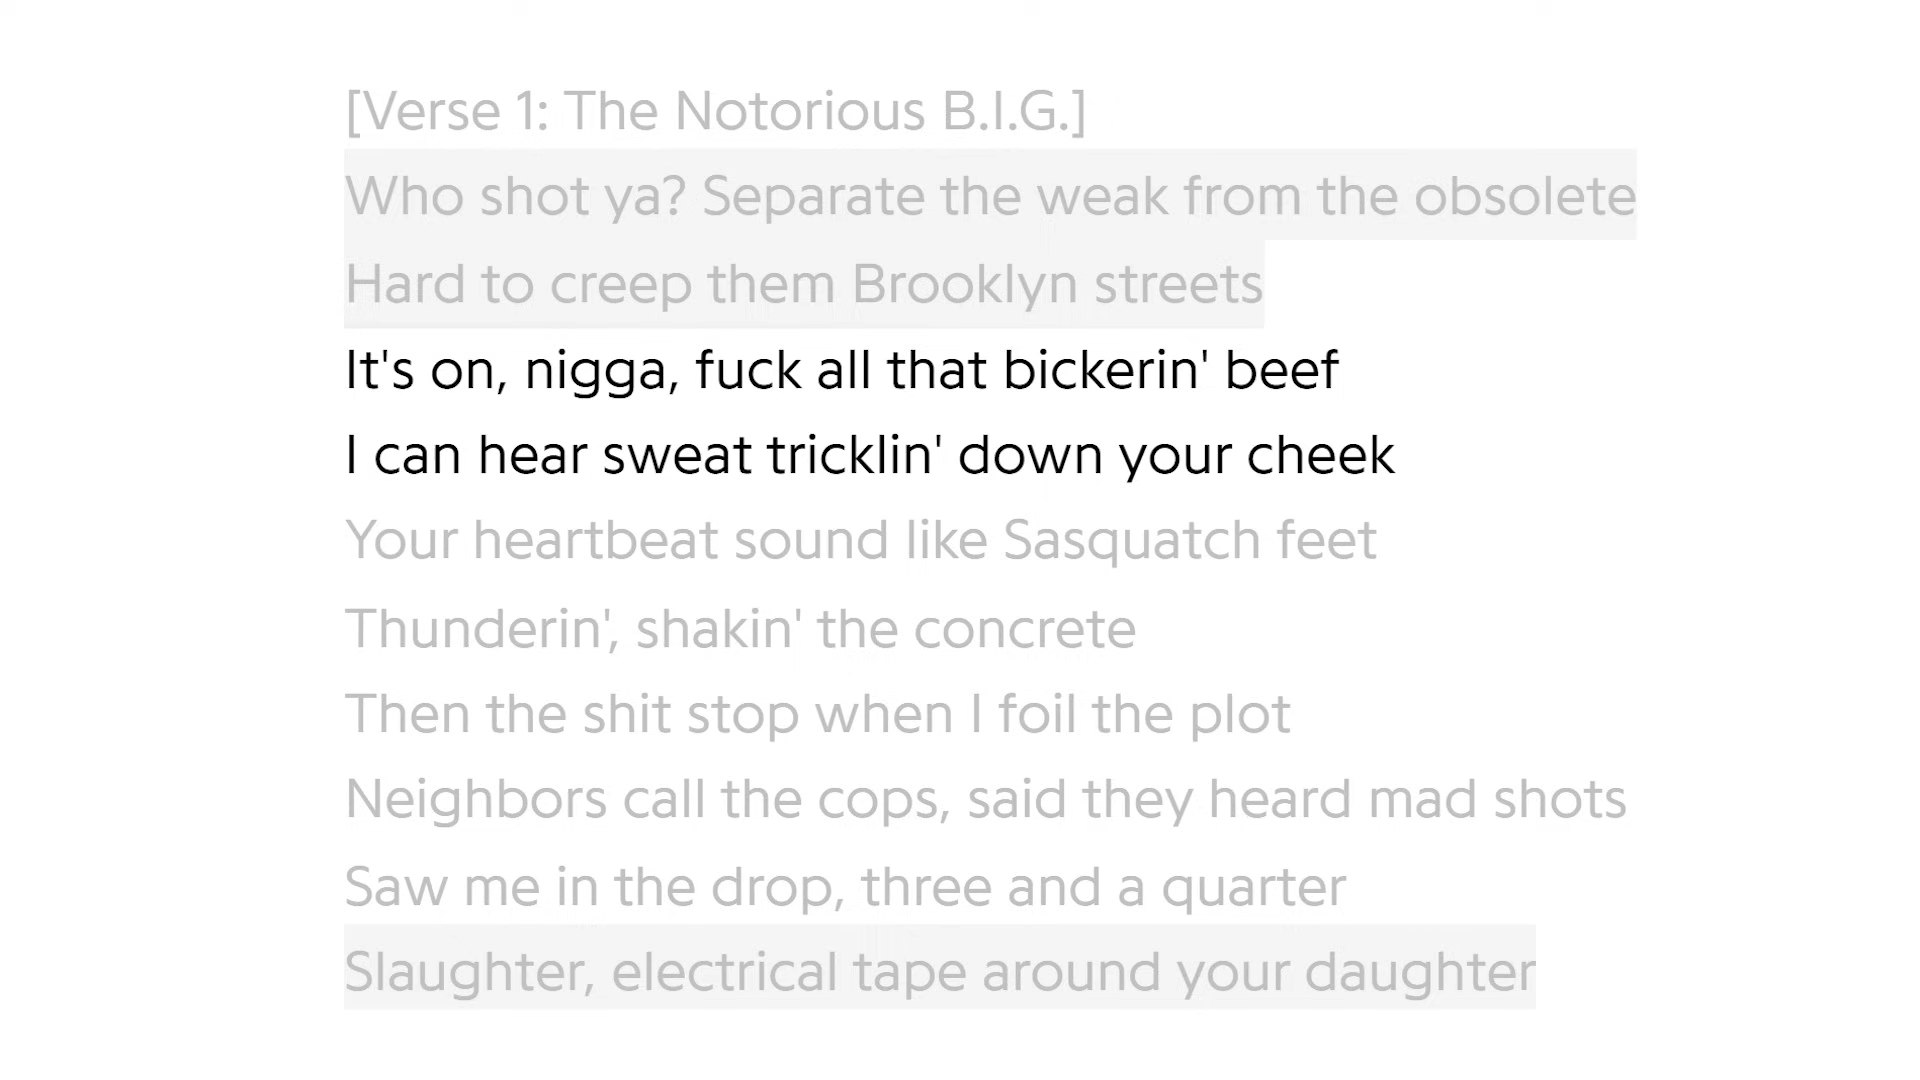 [Verse 1: The Notorious B.I.G.]
Who shot ya? Separate the weak from the obsolete
Hard to creep them Brooklyn streets
It's on, nigga, fuck all that bickerin' beef
I can hear sweat tricklin' down your cheek
Your heartbeat sound like Sasquatch feet
Thunderin', shakin' the concrete
Then the shit stop when I foil the plot
Neighbors call the cops, said they heard mad shots
Saw me in the drop, three and a quarter
Slaughter, electrical tape around your daughter